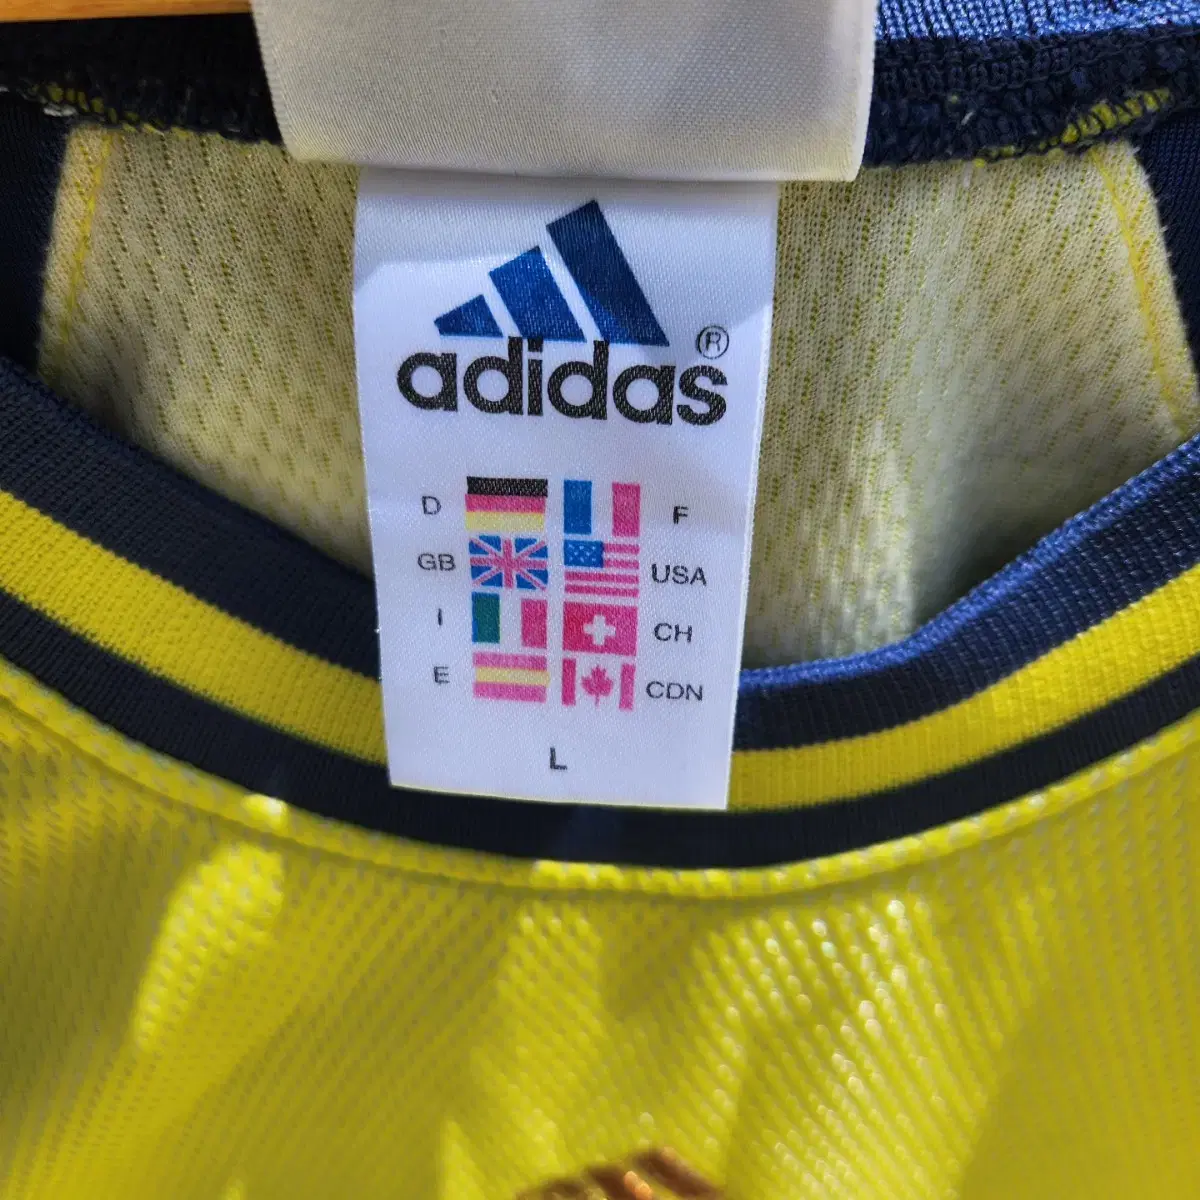 adidas ®
D F
GB USA
I CH
E CDN
L